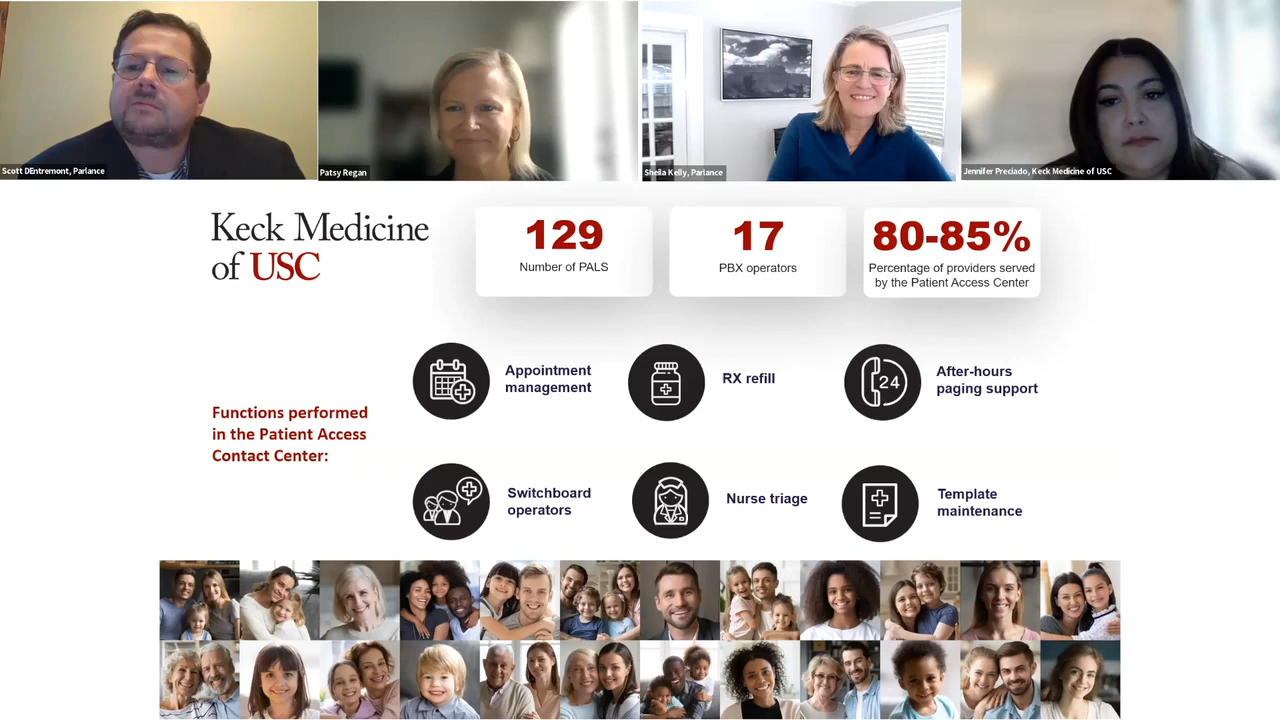 Scott DEntremont, Parlance
Patsy Regan
Sheila Kelly, Parlance
Jennifer Preciado, Keck Medicine of USC
Keck Medicine
of USC
129
Number of PALS
17
PBX operators
80-85%
Percentage of providers served
by the Patient Access Center
Functions performed
in the Patient Access
Contact Center:
Appointment
management
RX refill
24
After-hours
paging support
Switchboard
operators
Nurse triage
Template
maintenance